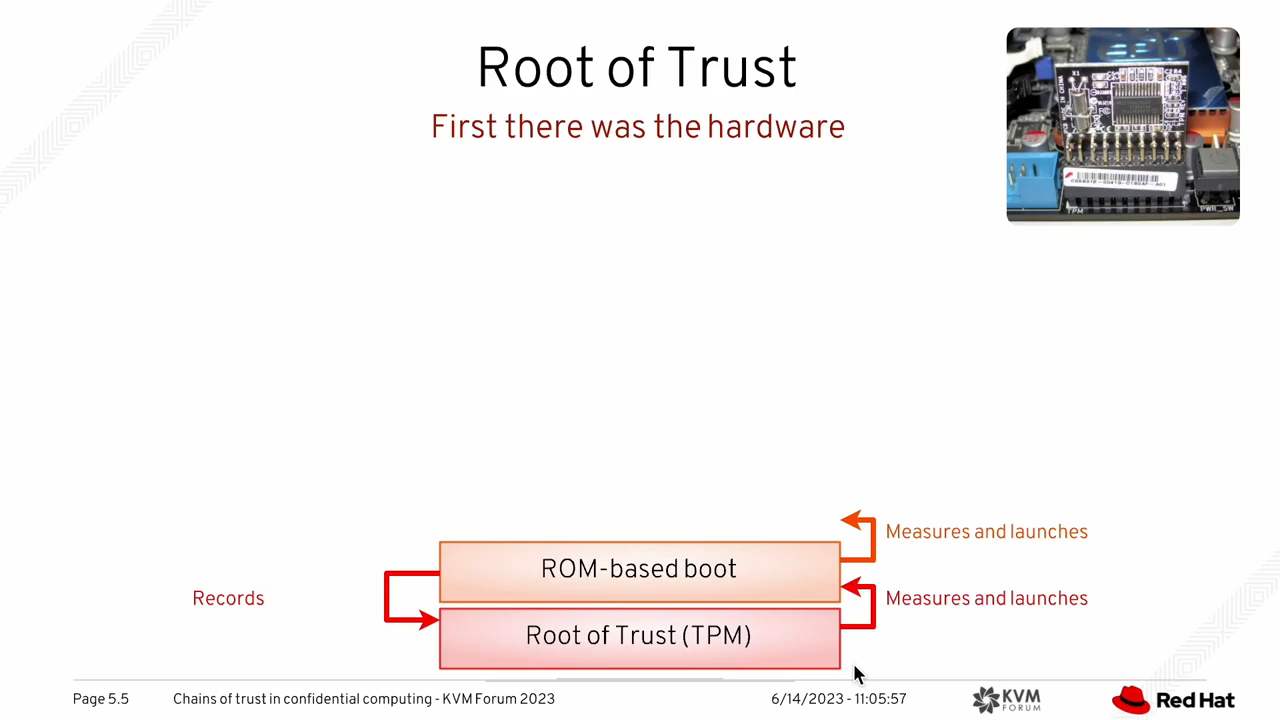 Root of Trust
First there was the hardware
TPM
PWR_SW
Measures and launches
ROM-based boot
Records
Measures and launches
Root of Trust (TPM)
Page 5.5
Chains of trust in confidential computing - KVM Forum 2023
6/14/2023 - 11:05:57
KVM
FORUM
Red Hat